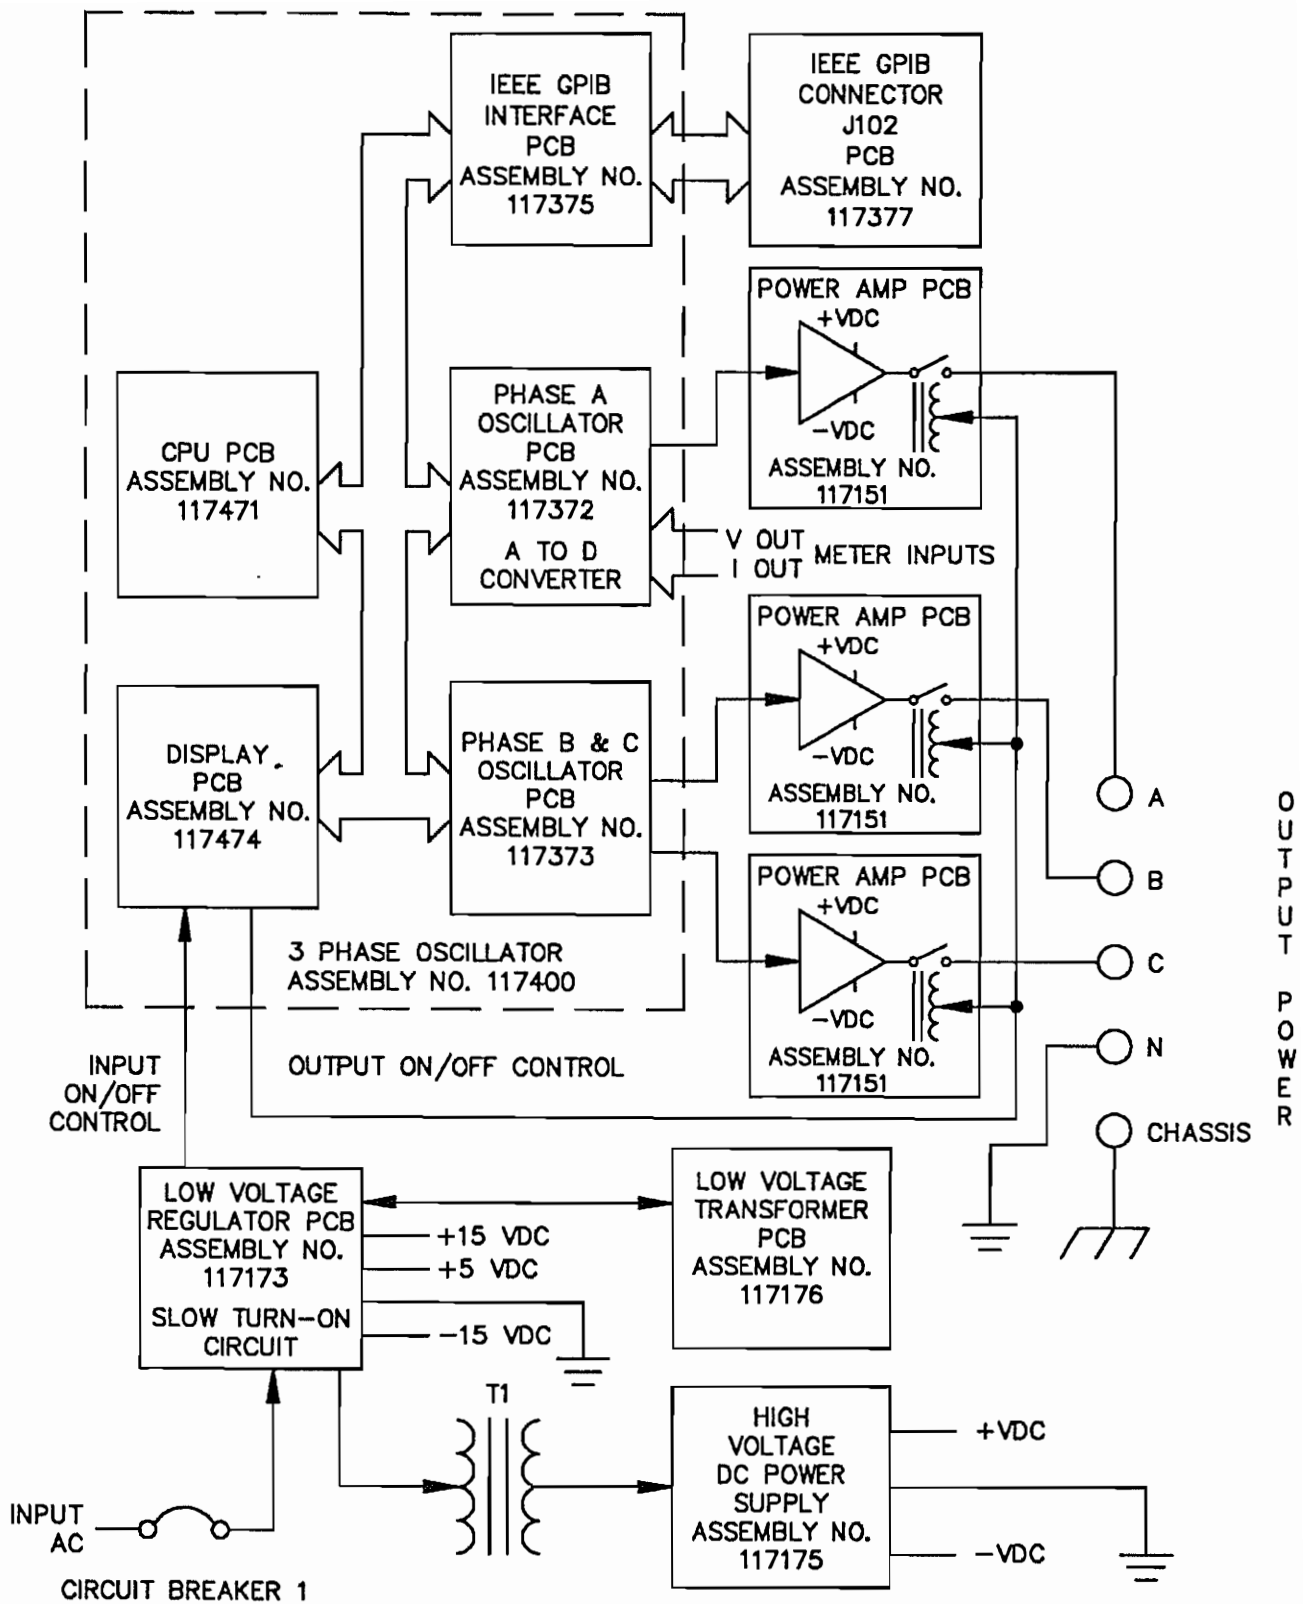 IEEE GPIB
INTERFACE
PCB
ASSEMBLY NO.
117375
IEEE GPIB
CONNECTOR
J102
PCB
ASSEMBLY NO.
117377
POWER AMP PCB
+VDC
-VDC
ASSEMBLY NO.
117151
CPU PCB
ASSEMBLY NO.
117471
PHASE A
OSCILLATOR
PCB
ASSEMBLY NO.
117372
A TO D
CONVERTER
V OUT
I OUT
METER INPUTS
POWER AMP PCB
+VDC
-VDC
ASSEMBLY NO.
117151
DISPLAY
PCB
ASSEMBLY NO.
117474
PHASE B & C
OSCILLATOR
PCB
ASSEMBLY NO.
117373
POWER AMP PCB
+VDC
-VDC
ASSEMBLY NO.
117151
3 PHASE OSCILLATOR
ASSEMBLY NO. 117400
A
B
C
N
CHASSIS
OUTPUT POWER
INPUT
ON/OFF
CONTROL
OUTPUT ON/OFF CONTROL
LOW VOLTAGE
REGULATOR PCB
ASSEMBLY NO.
117173
SLOW TURN-ON
CIRCUIT
+15 VDC
+5 VDC
-15 VDC
LOW VOLTAGE
TRANSFORMER
PCB
ASSEMBLY NO.
117176
T1
HIGH
VOLTAGE
DC POWER
SUPPLY
ASSEMBLY NO.
117175
+VDC
-VDC
INPUT
AC
CIRCUIT BREAKER 1